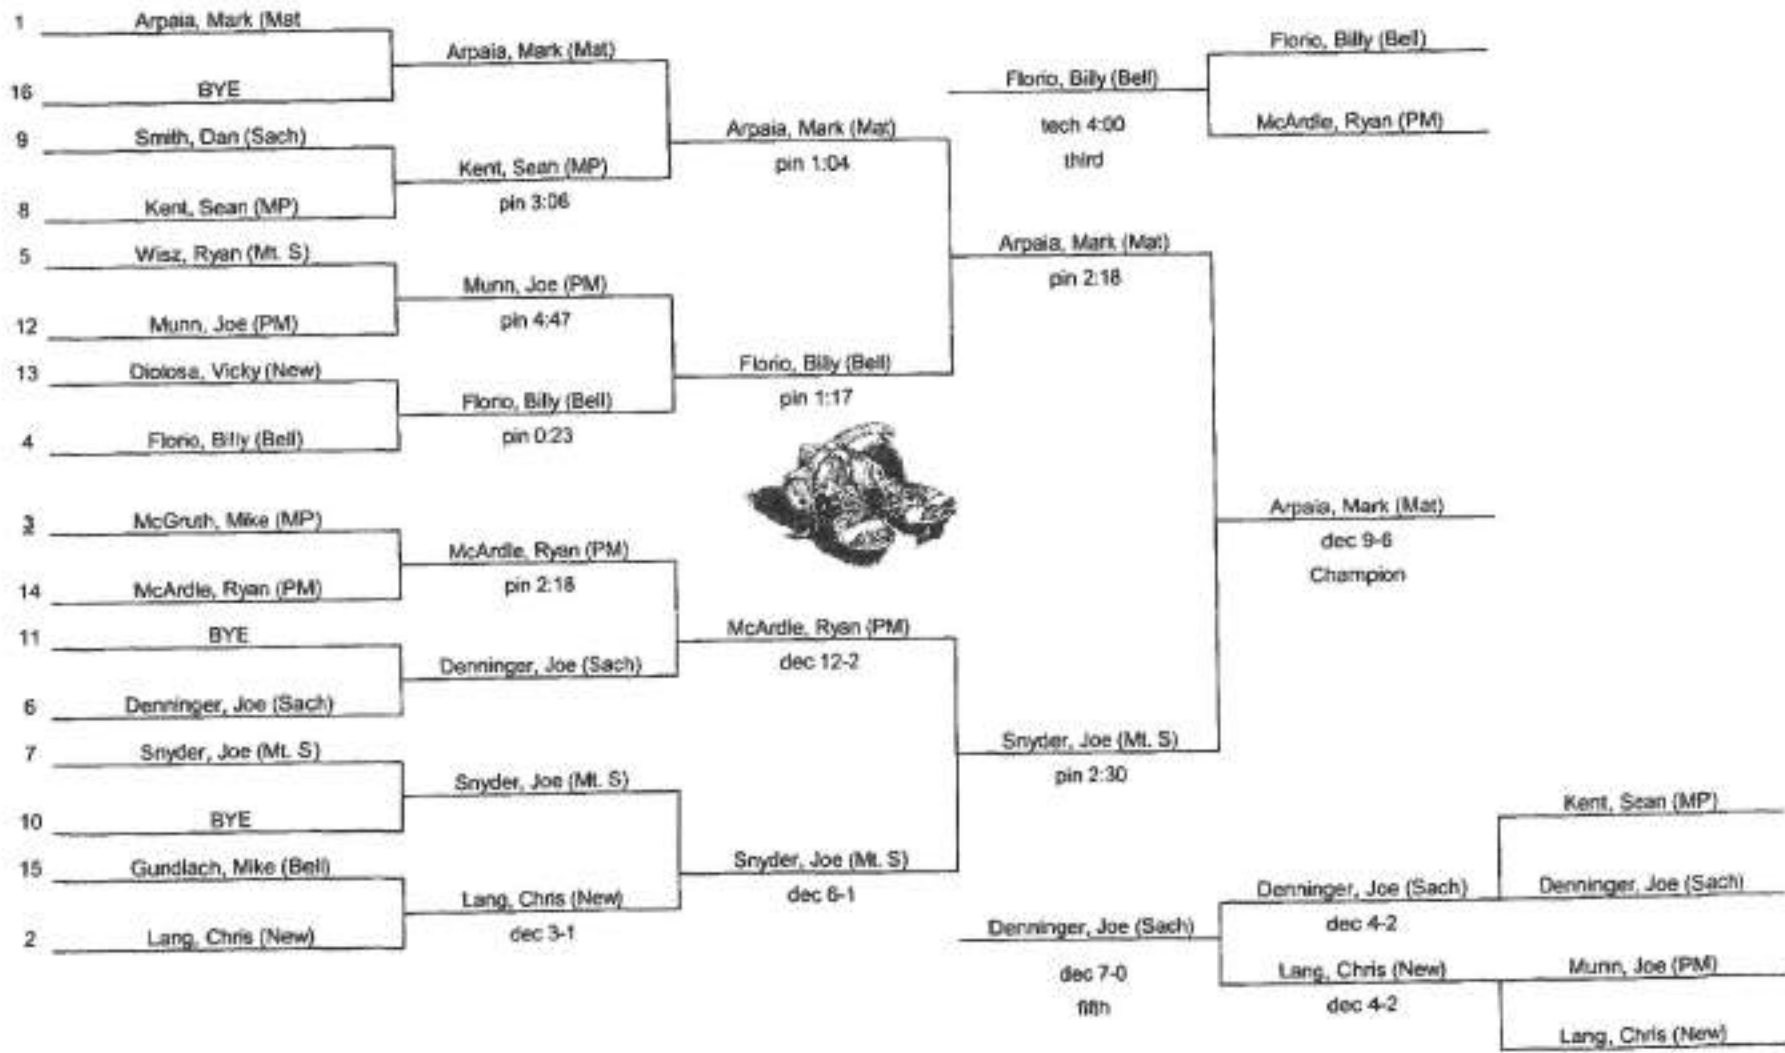 1 Arpaia, Mark (Mat
16 BYE
9 Smith, Dan (Sach)
8 Kent, Sean (MP)
5 Wisz, Ryan (Mt. S)
12 Munn, Joe (PM)
13 Diolosa, Vicky (New)
4 Florio, Billy (Bell)
3 McGruth, Mike (MP)
14 McArdle, Ryan (PM)
11 BYE
6 Denninger, Joe (Sach)
7 Snyder, Joe (Mt. S)
10 BYE
15 Gundlach, Mike (Bell)
2 Lang, Chris (New)
Arpaia, Mark (Mat)
Kent, Sean (MP)
pin 3:06
Munn, Joe (PM)
pin 4:47
Florio, Billy (Bell)
pin 0:23
McArdle, Ryan (PM)
pin 2:18
Denninger, Joe (Sach)
Snyder, Joe (Mt. S)
Lang, Chris (New)
dec 3-1
Arpaia, Mark (Mat)
pin 1:04
Florio, Billy (Bell)
pin 1:17
McArdle, Ryan (PM)
dec 12-2
Snyder, Joe (Mt. S)
dec 6-1
Arpaia, Mark (Mat)
pin 2:18
Snyder, Joe (Mt. S)
pin 2:30
Arpaia, Mark (Mat)
dec 9-6
Champion
Florio, Billy (Bell)
McArdle, Ryan (PM)
Florio, Billy (Bell)
tech 4:00
third
Kent, Sean (MP)
Denninger, Joe (Sach)
Munn, Joe (PM)
Lang, Chris (New)
Denninger, Joe (Sach)
dec 4-2
Lang, Chris (New)
dec 4-2
Denninger, Joe (Sach)
dec 7-0
fifth